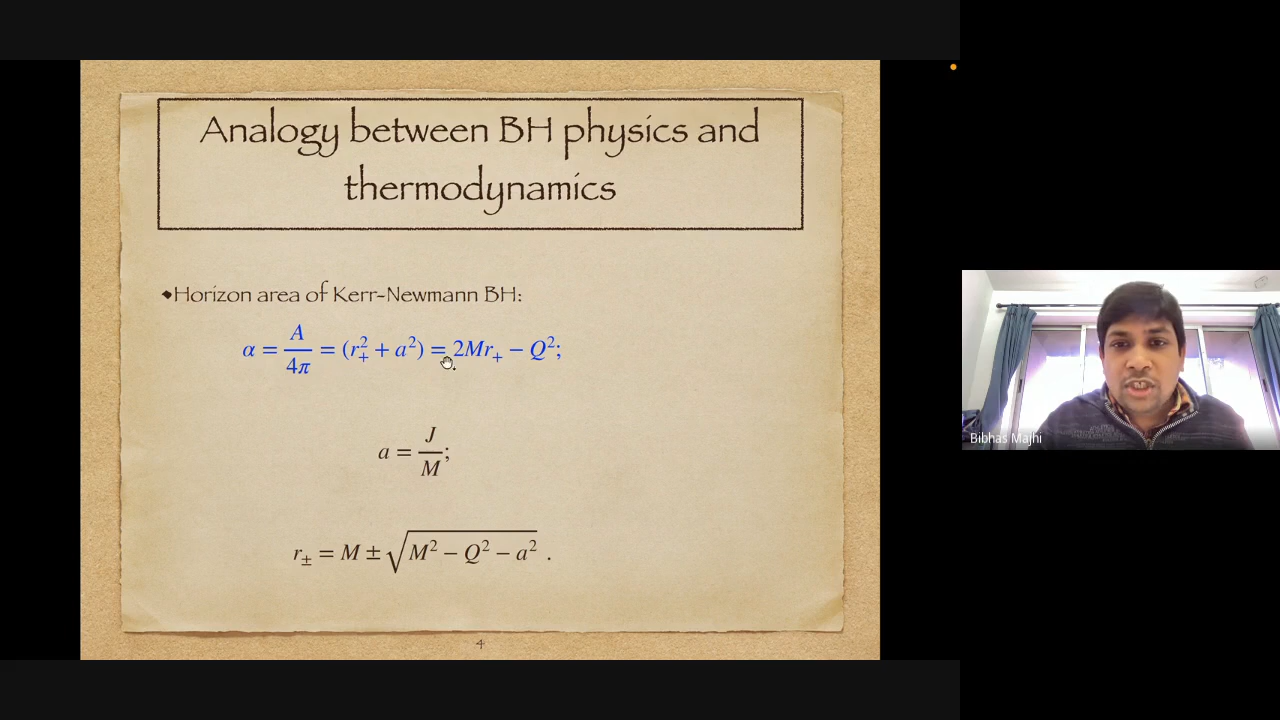 Analogy between BH physics and
thermodynamics
◆Horizon area of Kerr-Newmann BH:
α = A/4π = (r₊² + a²) = 2Mr₊ − Q²;
a = J/M;
r± = M ± √(M² − Q² − a²) .
4
Bibhas Majhi